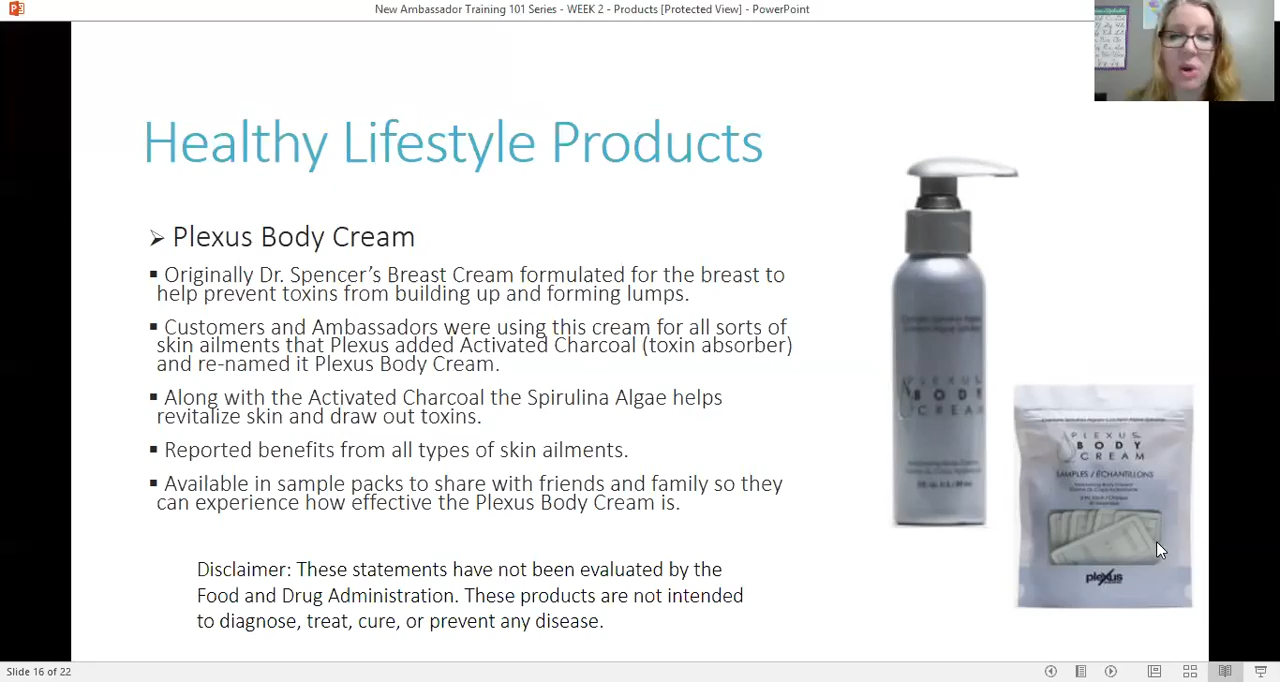 New Ambassador Training 101 Series - WEEK 2 - Products [Protected View] - PowerPoint
Healthy Lifestyle Products
➢ Plexus Body Cream
▪ Originally Dr. Spencer’s Breast Cream formulated for the breast to
help prevent toxins from building up and forming lumps.
▪ Customers and Ambassadors were using this cream for all sorts of
skin ailments that Plexus added Activated Charcoal (toxin absorber)
and re-named it Plexus Body Cream.
▪ Along with the Activated Charcoal the Spirulina Algae helps
revitalize skin and draw out toxins.
▪ Reported benefits from all types of skin ailments.
▪ Available in sample packs to share with friends and family so they
can experience how effective the Plexus Body Cream is.
Disclaimer: These statements have not been evaluated by the
Food and Drug Administration. These products are not intended
to diagnose, treat, cure, or prevent any disease.
PLEXUS
BODY
CREAM
PLEXUS
BODY
CREAM
SAMPLES / ÉCHANTILLONS
plexus
Slide 16 of 22